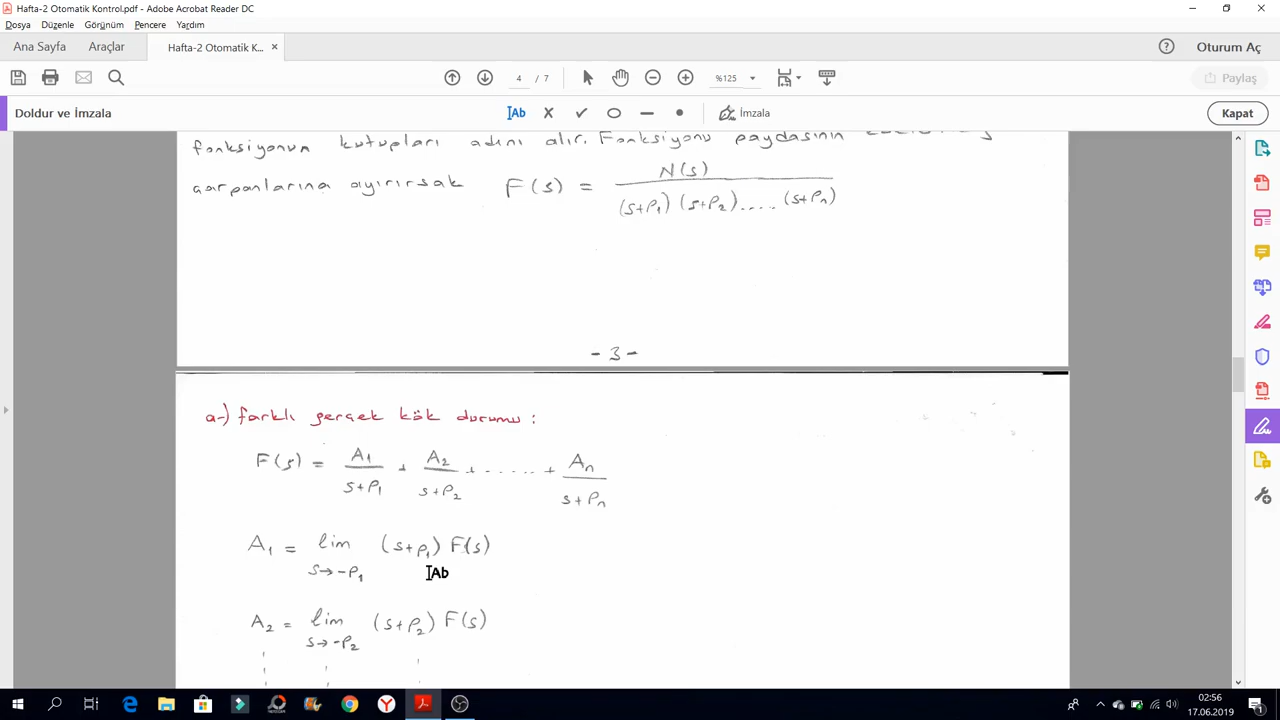 Hafta-2 Otomatik Kontrol.pdf - Adobe Acrobat Reader DC
Dosya Düzenle Görünüm Pencere Yardım
Ana Sayfa Araçlar Hafta-2 Otomatik K... × Oturum Aç
4 / 7 %125 Paylaş
Doldur ve İmzala Ab İmzala Kapat
fonksiyonun kutupları adını alır. Fonksiyonu paydasının
çarpanlarına ayırırsak F(s) = N(s) / (s+P1) (s+P2) .... (s+Pn)
- 3 -
a-) farklı gerçek kök durumu :
F(s) = A1 / s+P1 + A2 / s+P2 + ...... + An / s+Pn
A1 = lim (s+P1) F(s)
s→-P1
Ab
A2 = lim (s+P2) F(s)
s→-P2
02:56
17.06.2019